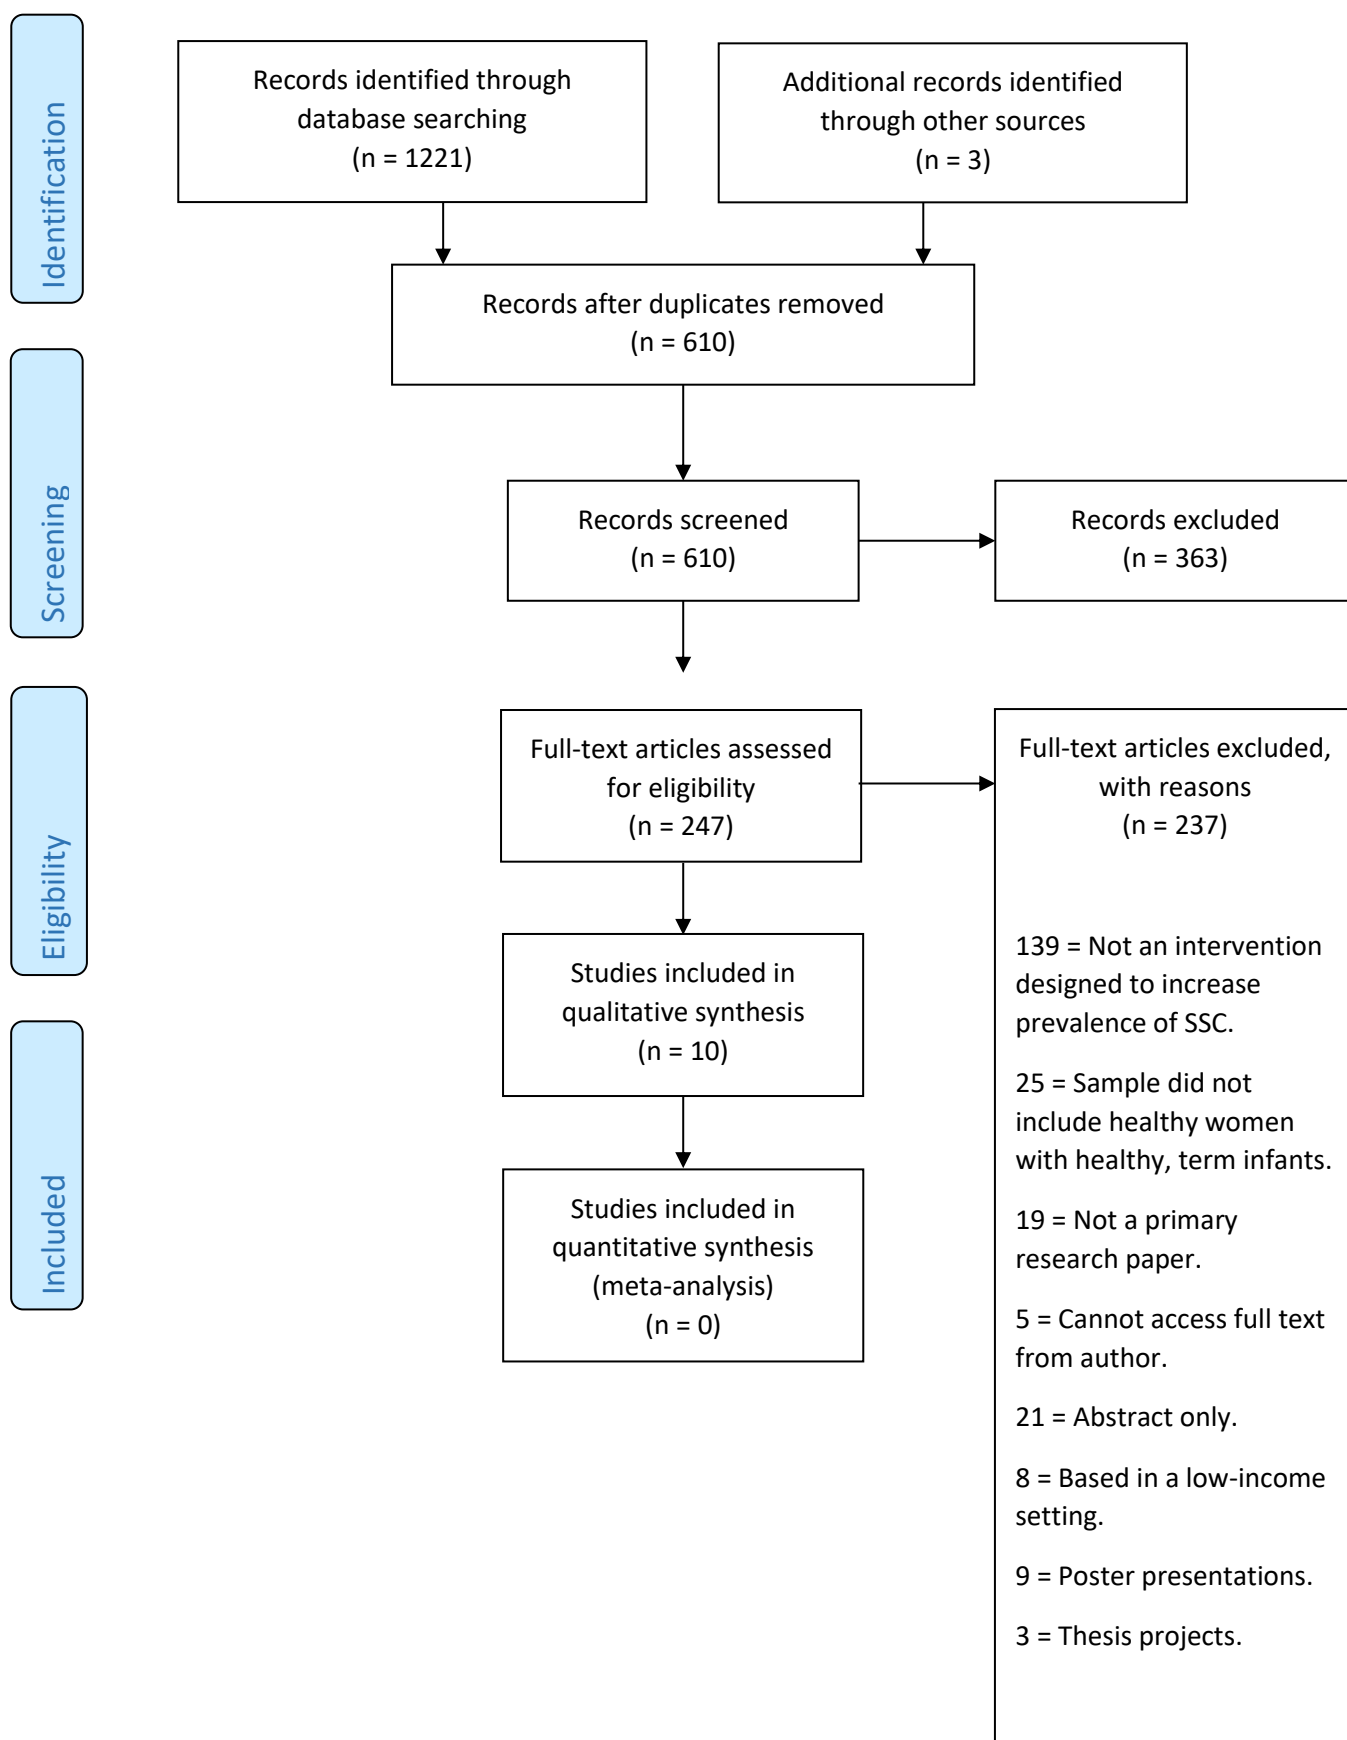 Identification
Records identified through
database searching
(n = 1221)
Additional records identified
through other sources
(n = 3)
Records after duplicates removed
(n = 610)
Screening
Records screened
(n = 610)
Records excluded
(n = 363)
Eligibility
Full-text articles assessed
for eligibility
(n = 247)
Full-text articles excluded,
with reasons
(n = 237)
139 = Not an intervention
designed to increase
prevalence of SSC.
25 = Sample did not
include healthy women
with healthy, term infants.
19 = Not a primary
research paper.
5 = Cannot access full text
from author.
21 = Abstract only.
8 = Based in a low-income
setting.
9 = Poster presentations.
3 = Thesis projects.
Studies included in
qualitative synthesis
(n = 10)
Included
Studies included in
quantitative synthesis
(meta-analysis)
(n = 0)